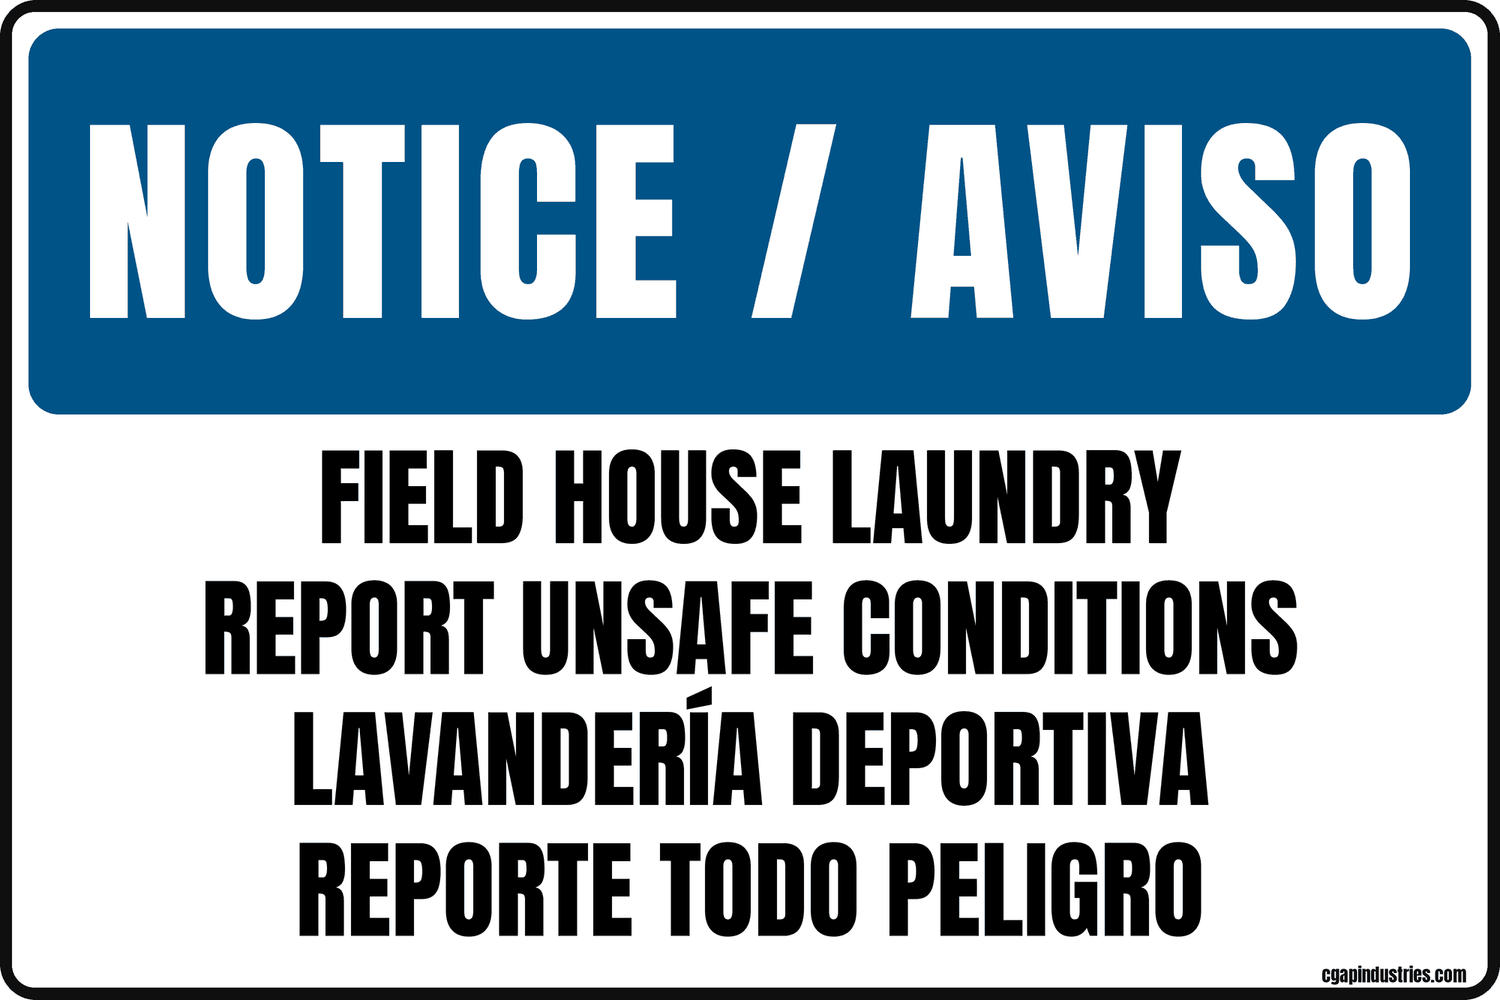 NOTICE / AVISO
FIELD HOUSE LAUNDRY
REPORT UNSAFE CONDITIONS
LAVANDERÍA DEPORTIVA
REPORTE TODO PELIGRO
cgapindustries.com